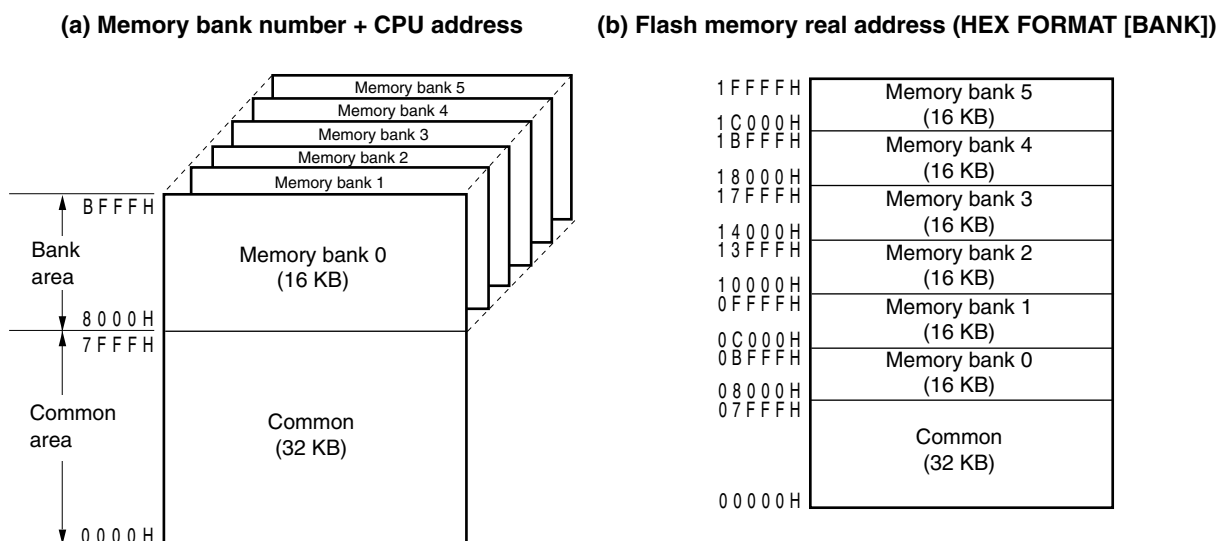 (a) Memory bank number + CPU address
Memory bank 5
Memory bank 4
Memory bank 3
Memory bank 2
Memory bank 1
BFFFH
Bank
area
Memory bank 0
(16 KB)
8000H
7FFFH
Common
area
Common
(32 KB)
0000H
(b) Flash memory real address (HEX FORMAT [BANK])
1FFFFH
Memory bank 5
(16 KB)
1C000H
1BFFFH
Memory bank 4
(16 KB)
18000H
17FFFH
Memory bank 3
(16 KB)
14000H
13FFFH
Memory bank 2
(16 KB)
10000H
0FFFFH
Memory bank 1
(16 KB)
0C000H
0BFFFH
Memory bank 0
(16 KB)
08000H
07FFFH
Common
(32 KB)
00000H